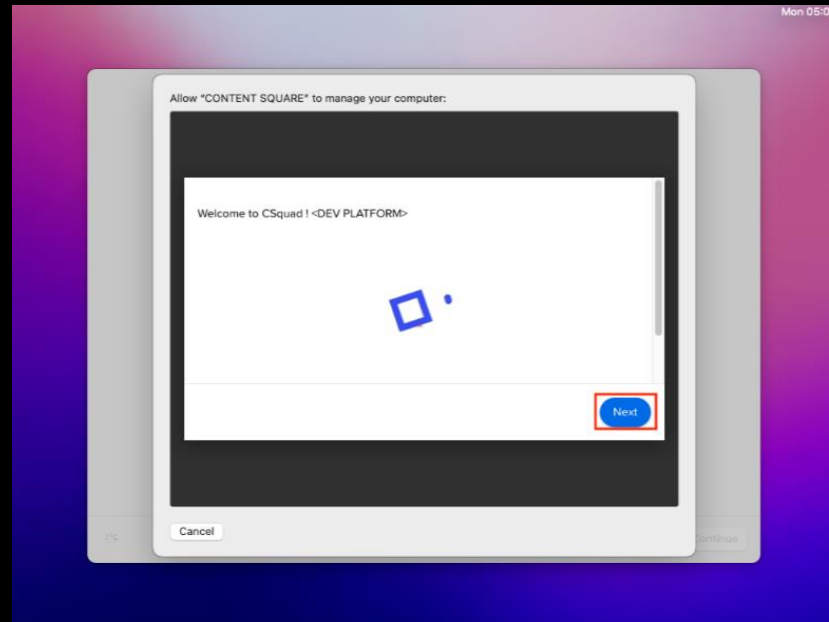 Mon 05:0
Allow "CONTENT SQUARE" to manage your computer:
Welcome to CSquad ! <DEV PLATFORM>
Next
Cancel
Continue